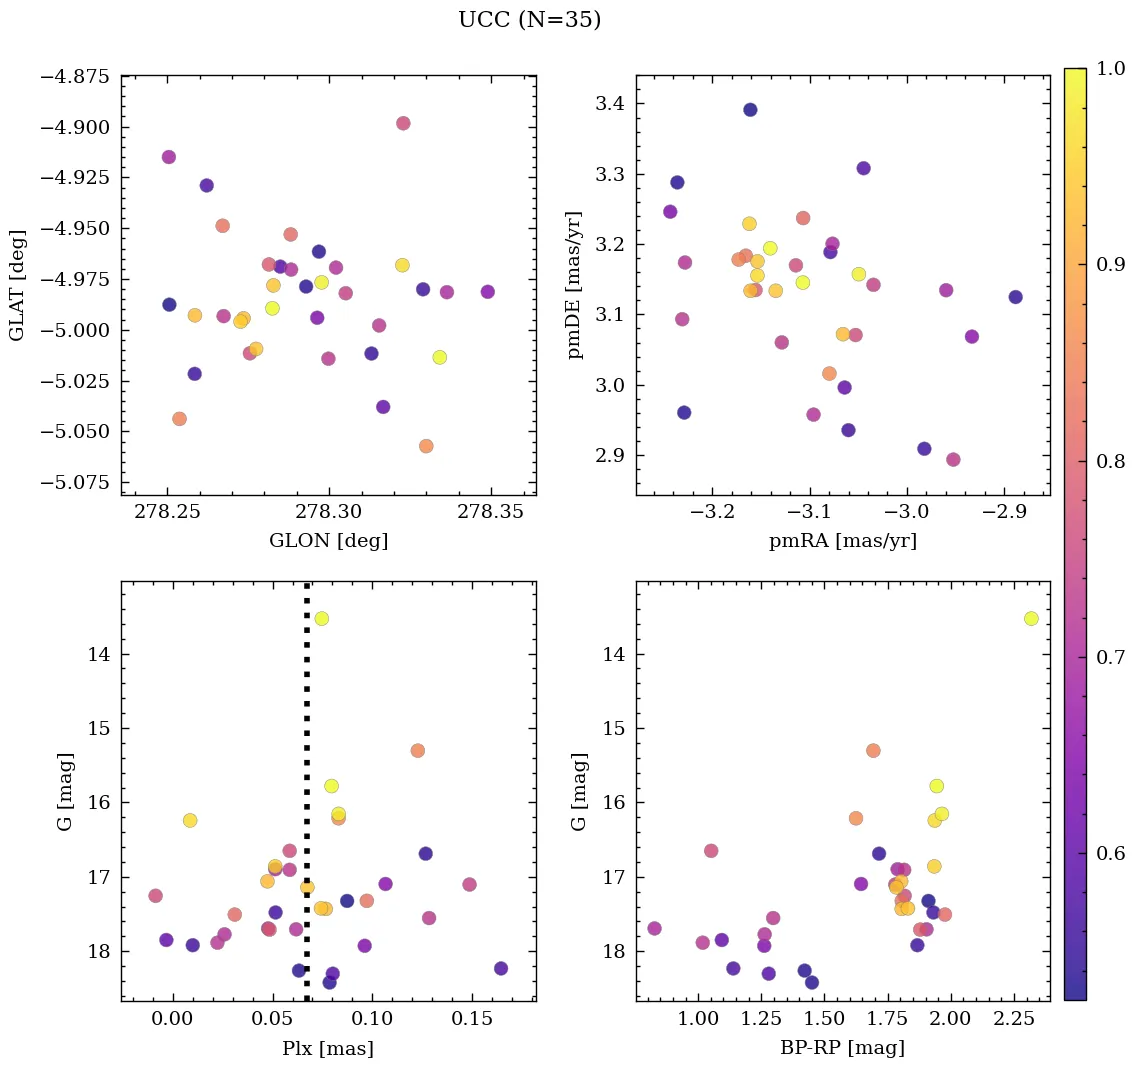 UCC (N=35)
−4.875
−4.900
−4.925
−4.950
−4.975
−5.000
−5.025
−5.050
−5.075
GLAT [deg]
278.25 278.30 278.35
GLON [deg]
3.4
3.3
3.2
3.1
3.0
2.9
pmDE [mas/yr]
−3.2 −3.1 −3.0 −2.9
pmRA [mas/yr]
14
15
16
17
18
G [mag]
0.00 0.05 0.10 0.15
Plx [mas]
14
15
16
17
18
G [mag]
1.00 1.25 1.50 1.75 2.00 2.25
BP-RP [mag]
1.0
0.9
0.8
0.7
0.6